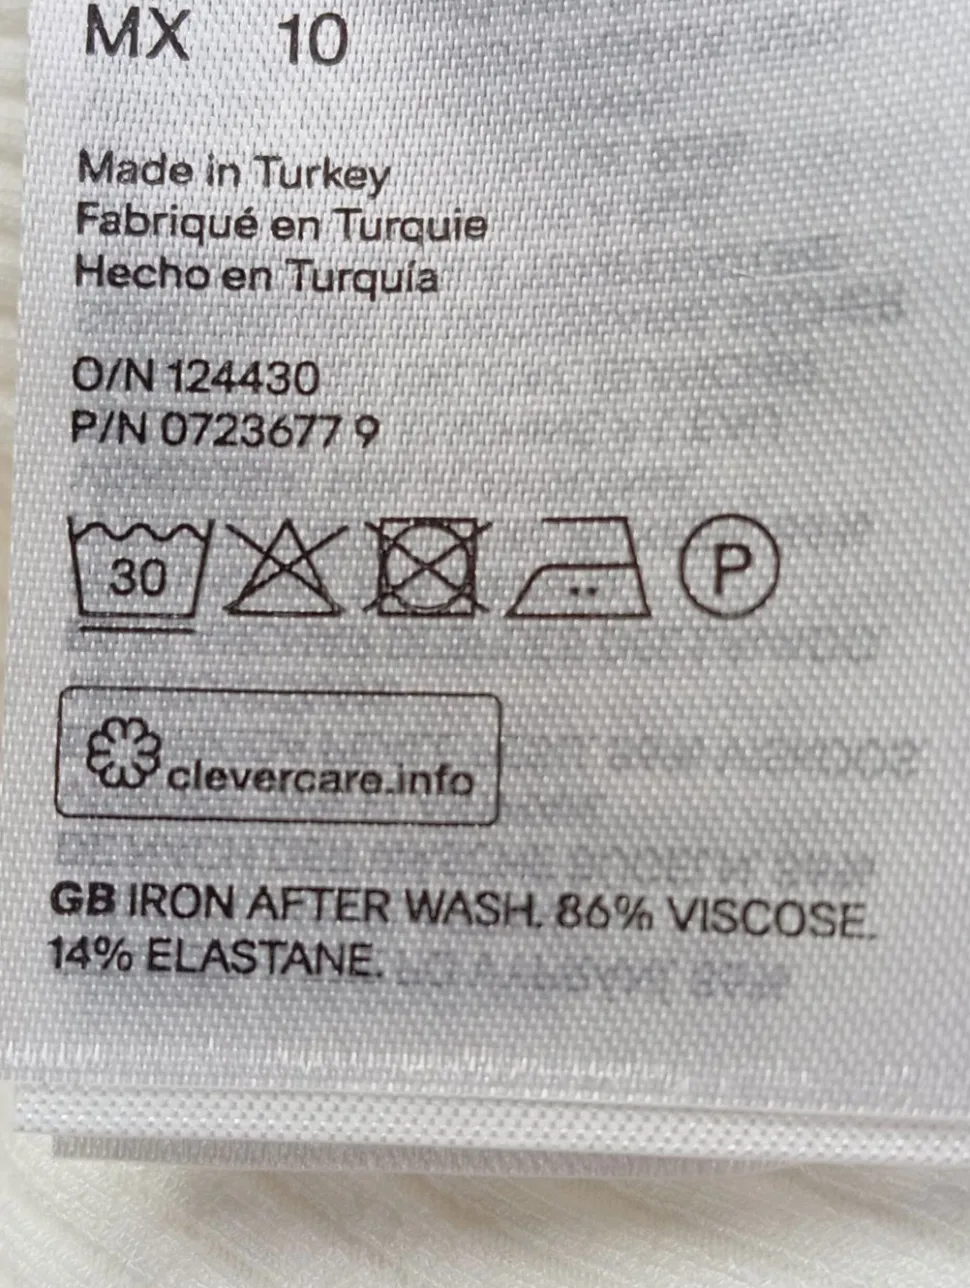 MX 10
Made in Turkey
Fabriqué en Turquie
Hecho en Turquía
O/N 124430
P/N 0723677 9
30 P
clevercare.info
GB IRON AFTER WASH. 86% VISCOSE.
14% ELASTANE.